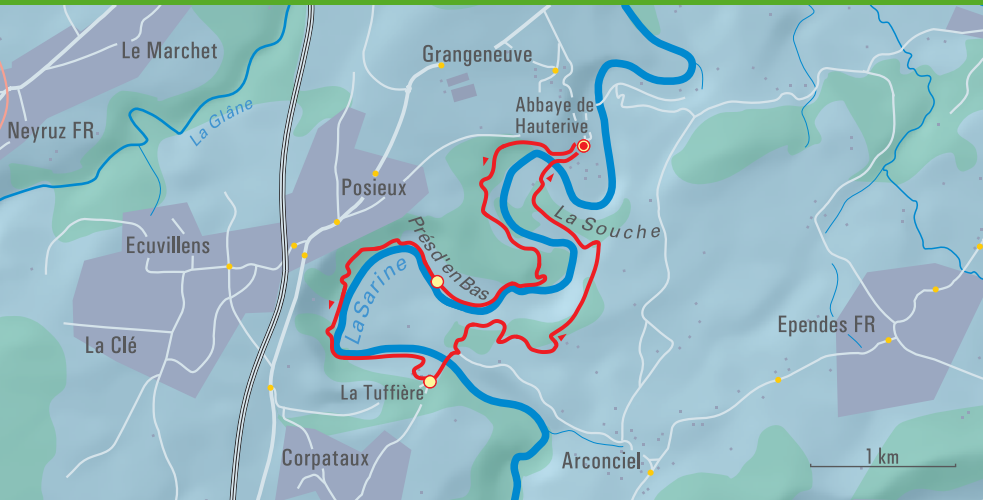 Le Marchet
Grangeneuve
La Glâne
Abbaye de
Hauterive
Neyruz FR
Posieux
La Souche
Ecuvillens
Prés d'en Bas
La Sarine
Ependes FR
La Clé
La Tuffière
Corpataux
Arconciel
1 km